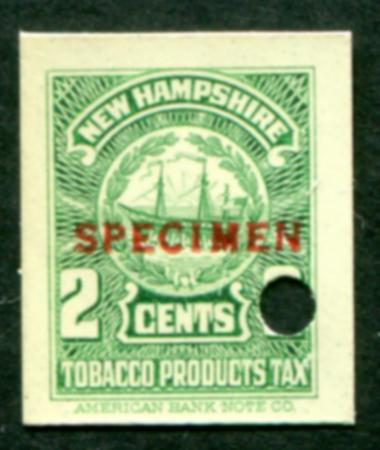 NEW HAMPSHIRE
SPECIMEN
2 CENTS
TOBACCO PRODUCTS TAX
AMERICAN BANK NOTE CO.